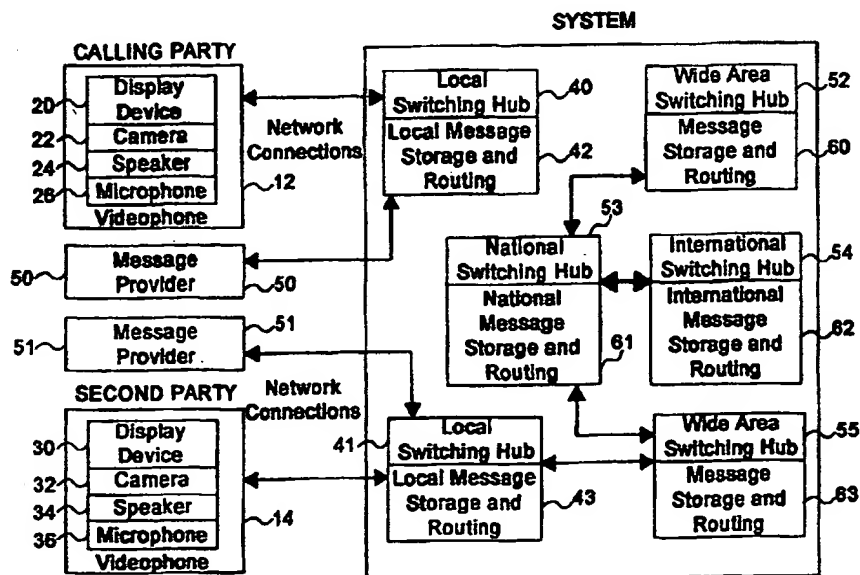 SYSTEM
CALLING PARTY
20
Display
Device
22
Camera
24
Speaker
26
Microphone
Videophone
12
Network
Connections
Local
Switching Hub
40
Local Message
Storage and
Routing
42
Wide Area
Switching Hub
52
Message
Storage and
Routing
60
50
Message
Provider
50
51
Message
Provider
51
53
National
Switching Hub
National
Message
Storage and
Routing
61
International
Switching Hub
54
International
Message
Storage and
Routing
62
SECOND PARTY
Network
Connections
30
Display
Device
32
Camera
34
Speaker
36
Microphone
Videophone
14
41
Local
Switching Hub
Local Message
Storage and
Routing
43
Wide Area
Switching Hub
55
Message
Storage and
Routing
63